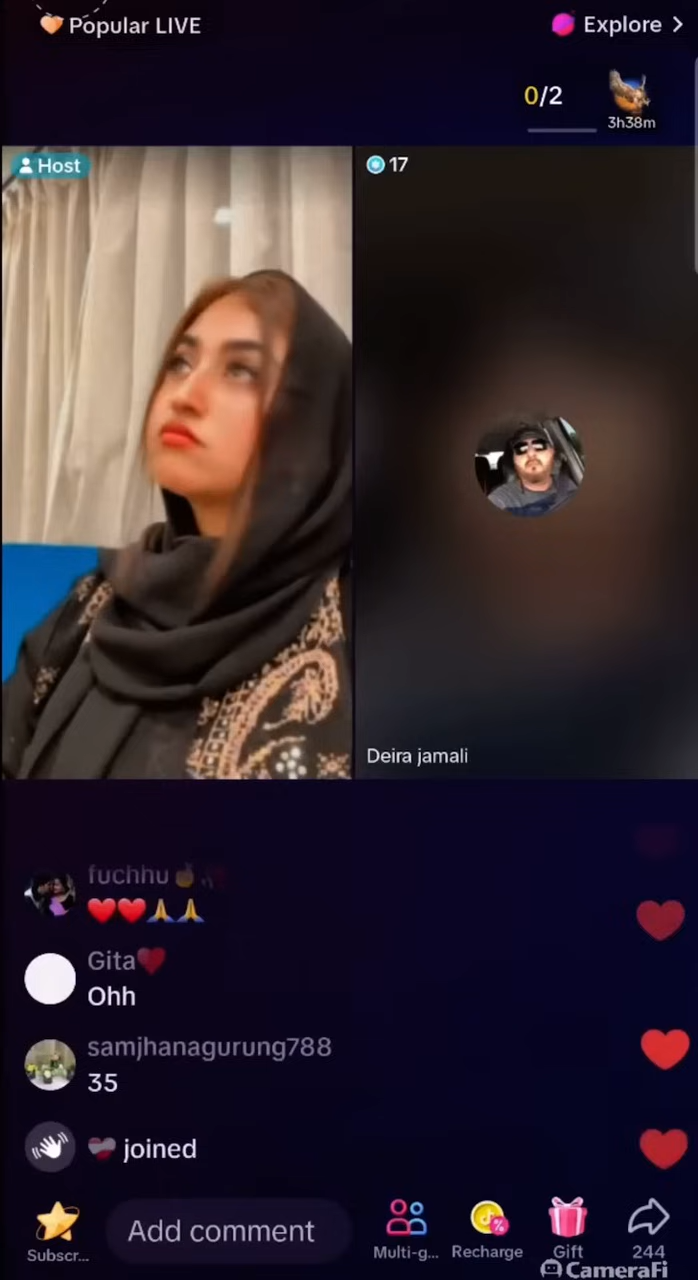 Popular LIVE
Explore >
0/2
3h38m
Host
17
Deira jamali
fuchhu
❤️❤️🙏🙏
Gita❤️
Ohh
samjhanagurung788
35
joined
Subscr...
Add comment
Multi-g...
Recharge
Gift
244
CameraFi